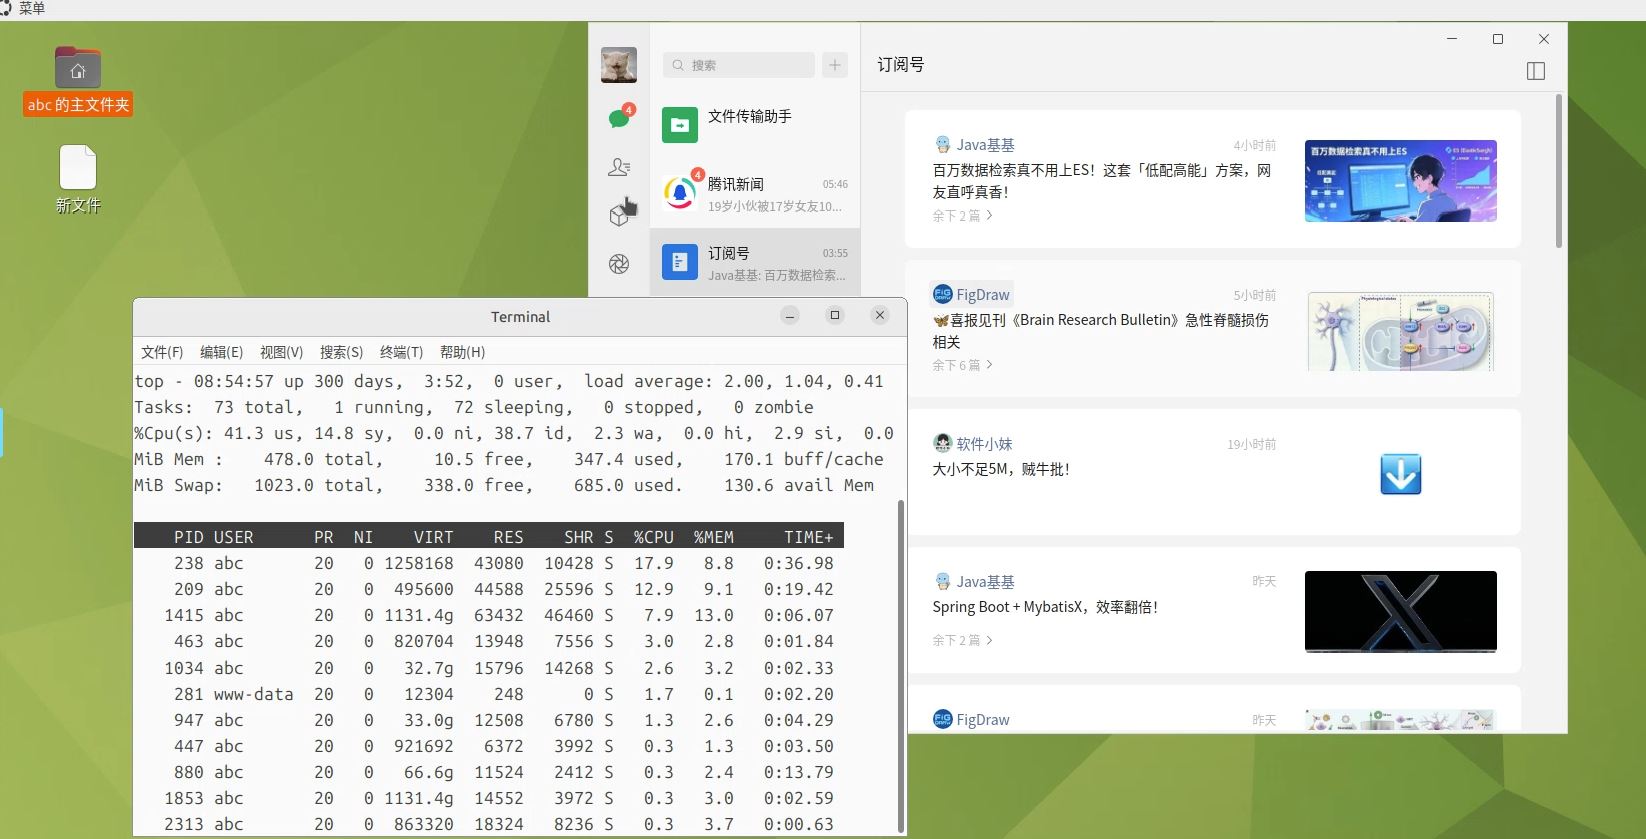 菜单
abc 的主文件夹
新文件
搜索
4
文件传输助手
4
腾讯新闻
05:46
19岁小伙被17岁女友10...
订阅号
03:55
Java基基: 百万数据检索...
订阅号
Java基基
4小时前
百万数据检索真不用上ES！这套「低配高能」方案，网
友直呼真香！
余下 2 篇
百万数据检索真不用上ES
FigDraw
5小时前
🦋喜报见刊《Brain Research Bulletin》急性脊髓损伤
相关
余下 6 篇
软件小妹
19小时前
大小不足5M，贼牛批！
Java基基
昨天
Spring Boot + MybatisX，效率翻倍！
余下 2 篇
FigDraw
昨天
Terminal
文件(F) 编辑(E) 视图(V) 搜索(S) 终端(T) 帮助(H)
top - 08:54:57 up 300 days,  3:52,  0 user,  load average: 2.00, 1.04, 0.41
Tasks:  73 total,   1 running,  72 sleeping,   0 stopped,   0 zombie
%Cpu(s): 41.3 us, 14.8 sy,  0.0 ni, 38.7 id,  2.3 wa,  0.0 hi,  2.9 si,  0.0
MiB Mem :    478.0 total,     10.5 free,    347.4 used,    170.1 buff/cache
MiB Swap:   1023.0 total,    338.0 free,    685.0 used.    130.6 avail Mem
PID USER      PR  NI    VIRT    RES    SHR S  %CPU  %MEM     TIME+
238 abc       20   0 1258168  43080  10428 S  17.9   8.8   0:36.98
209 abc       20   0  495600  44588  25596 S  12.9   9.1   0:19.42
1415 abc       20   0 1131.4g  63432  46460 S   7.9  13.0   0:06.07
463 abc       20   0  820704  13948   7556 S   3.0   2.8   0:01.84
1034 abc       20   0   32.7g  15796  14268 S   2.6   3.2   0:02.33
281 www-data  20   0   12304    248      0 S   1.7   0.1   0:02.20
947 abc       20   0   33.0g  12508   6780 S   1.3   2.6   0:04.29
447 abc       20   0  921692   6372   3992 S   0.3   1.3   0:03.50
880 abc       20   0   66.6g  11524   2412 S   0.3   2.4   0:13.79
1853 abc       20   0 1131.4g  14552   3972 S   0.3   3.0   0:02.59
2313 abc       20   0  863320  18324   8236 S   0.3   3.7   0:00.63